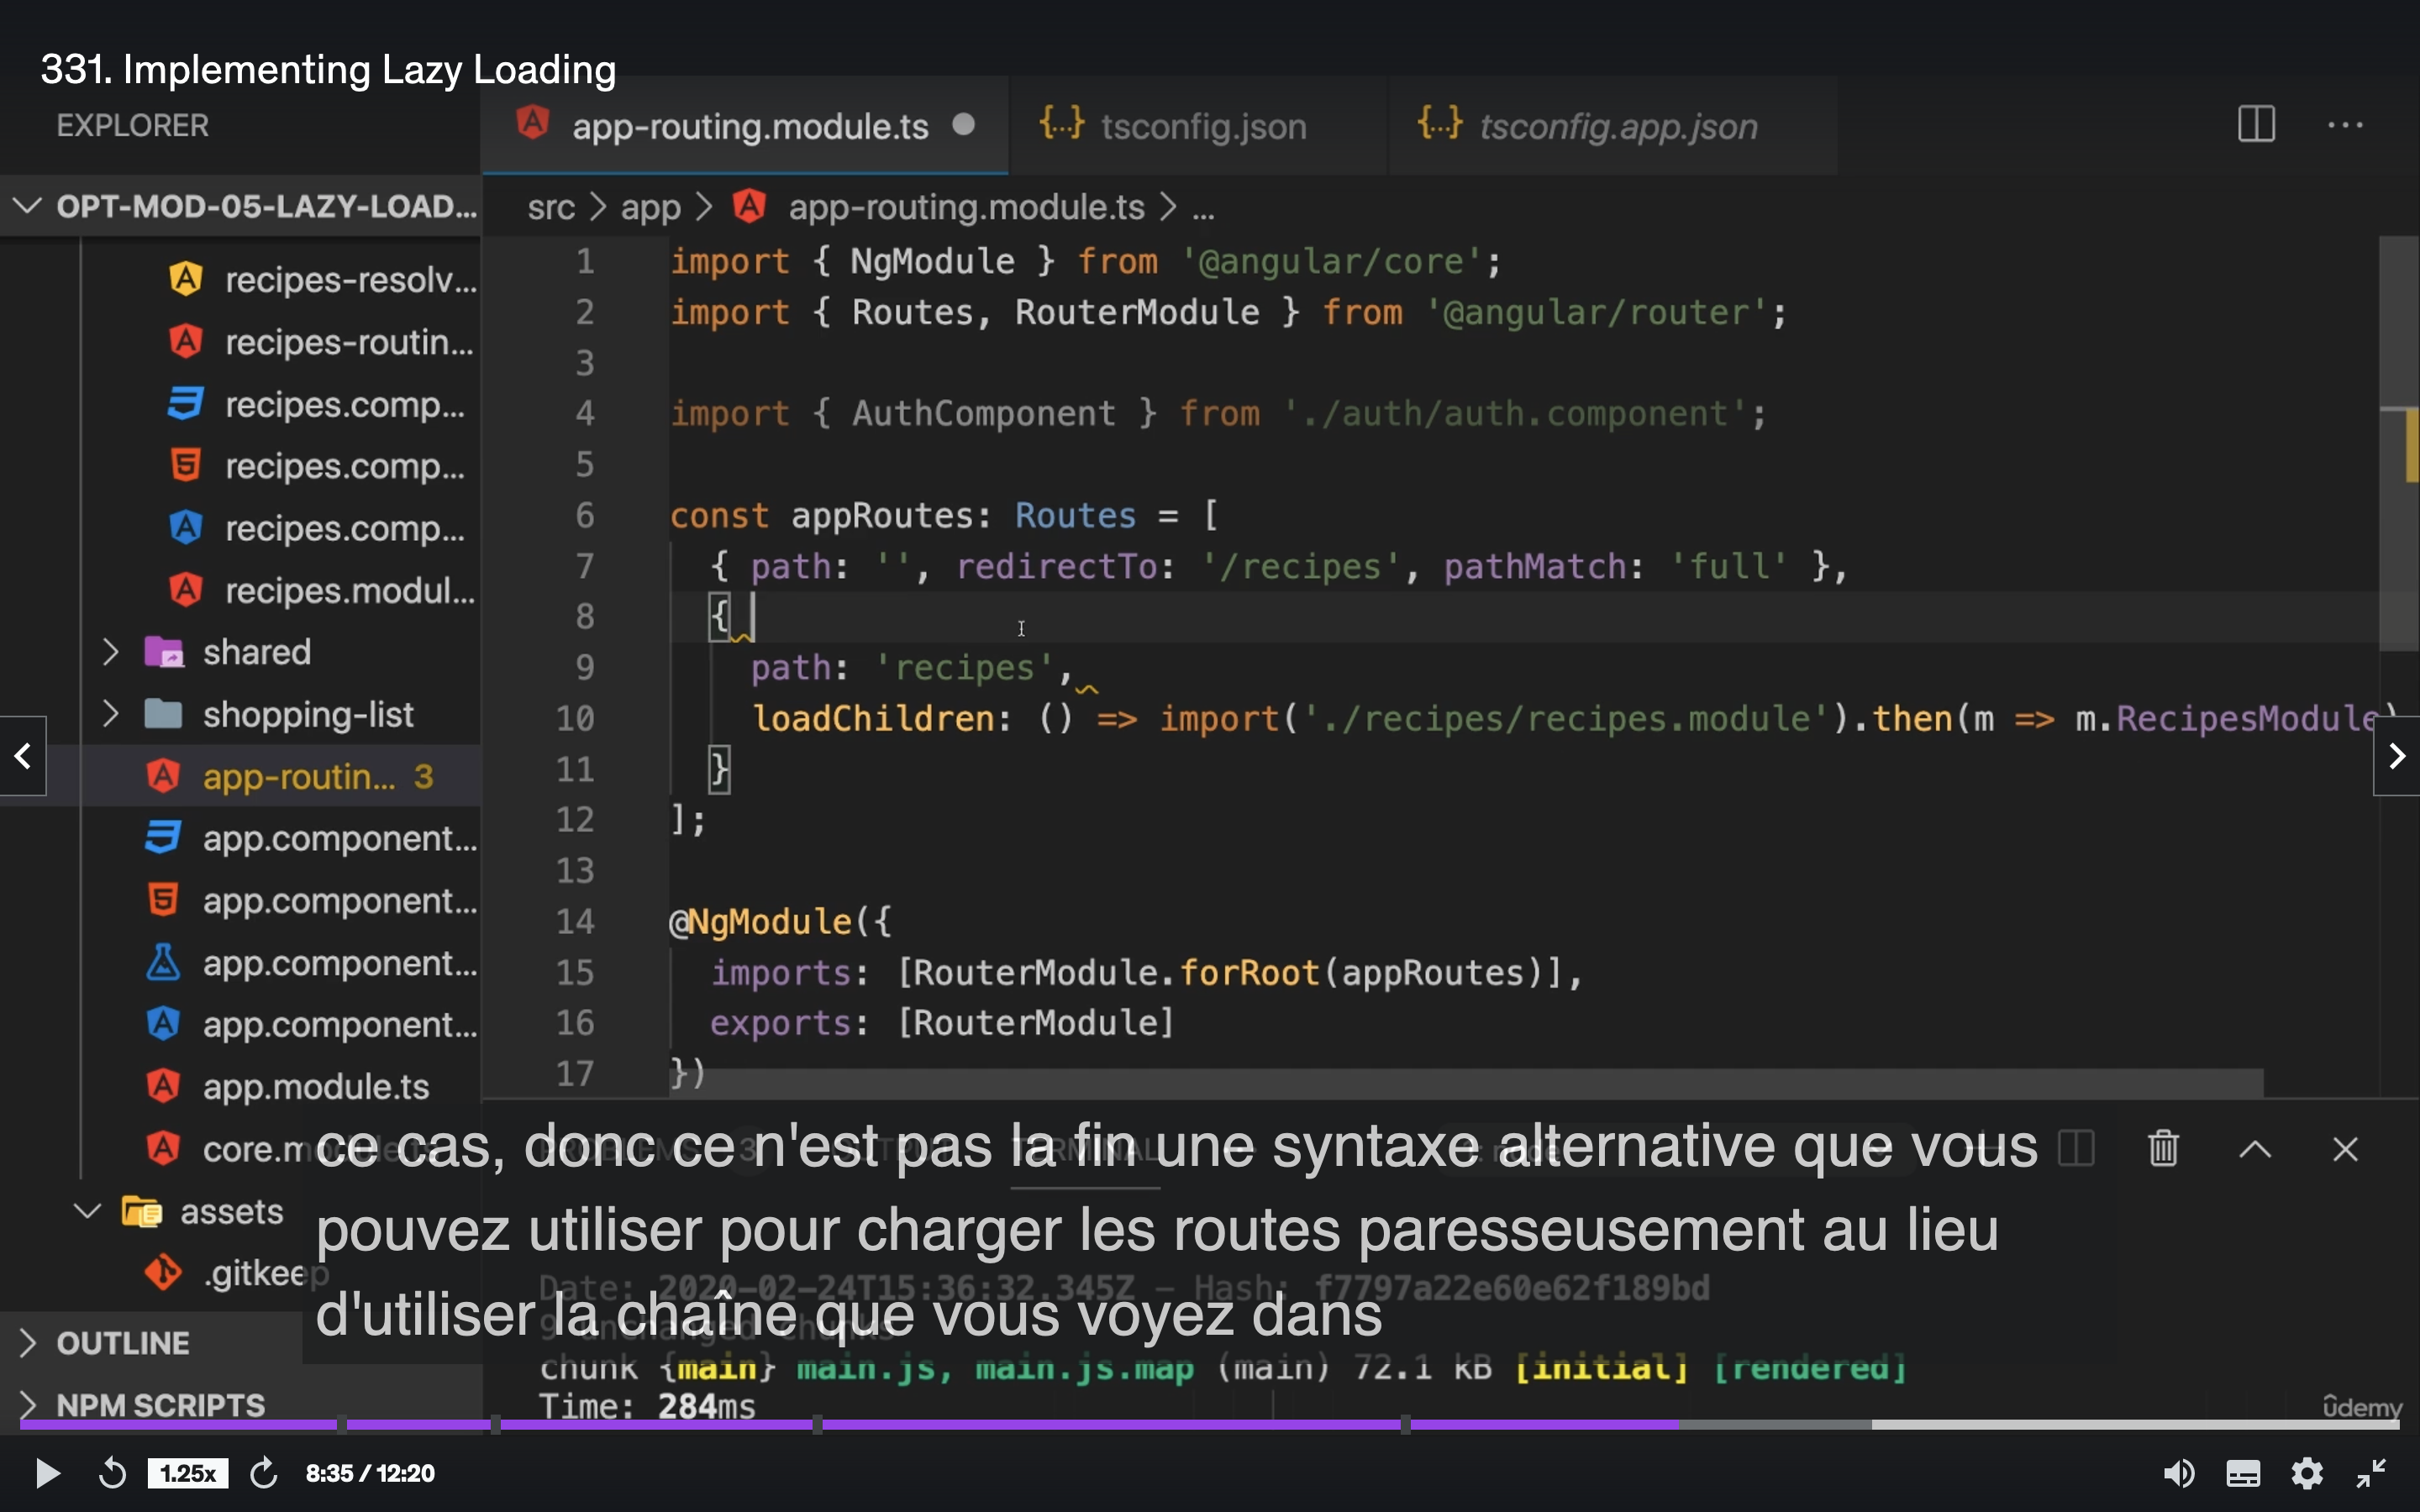 331. Implementing Lazy Loading
EXPLORER
app-routing.module.ts
tsconfig.json
tsconfig.app.json
OPT-MOD-05-LAZY-LOAD...
src > app > app-routing.module.ts > ...
recipes-resolv...
recipes-routin...
recipes.comp...
recipes.comp...
recipes.comp...
recipes.modul...
shared
shopping-list
app-routin... 3
app.component...
app.component...
app.component...
app.component...
app.module.ts
assets
.gitkeep
OUTLINE
NPM SCRIPTS
1 import { NgModule } from '@angular/core';
2 import { Routes, RouterModule } from '@angular/router';
3
4 import { AuthComponent } from './auth/auth.component';
5
6 const appRoutes: Routes = [
7 { path: '', redirectTo: '/recipes', pathMatch: 'full' },
8 {
9 path: 'recipes',
10 loadChildren: () => import('./recipes/recipes.module').then(m => m.RecipesModule)
11 }
12 ];
13
14 @NgModule({
15 imports: [RouterModule.forRoot(appRoutes)],
16 exports: [RouterModule]
17 })
ce cas, donc ce n'est pas la fin une syntaxe alternative que vous
pouvez utiliser pour charger les routes paresseusement au lieu
d'utiliser la chaîne que vous voyez dans
Date: 2020-02-24T15:36:32.345Z – Hash: f7797a22e60e62f189bd
9 unchanged chunks
chunk {main} main.js, main.js.map (main) 72.1 kB [initial] [rendered]
Time: 284ms
ûdemy
1.25x
8:35 / 12:20